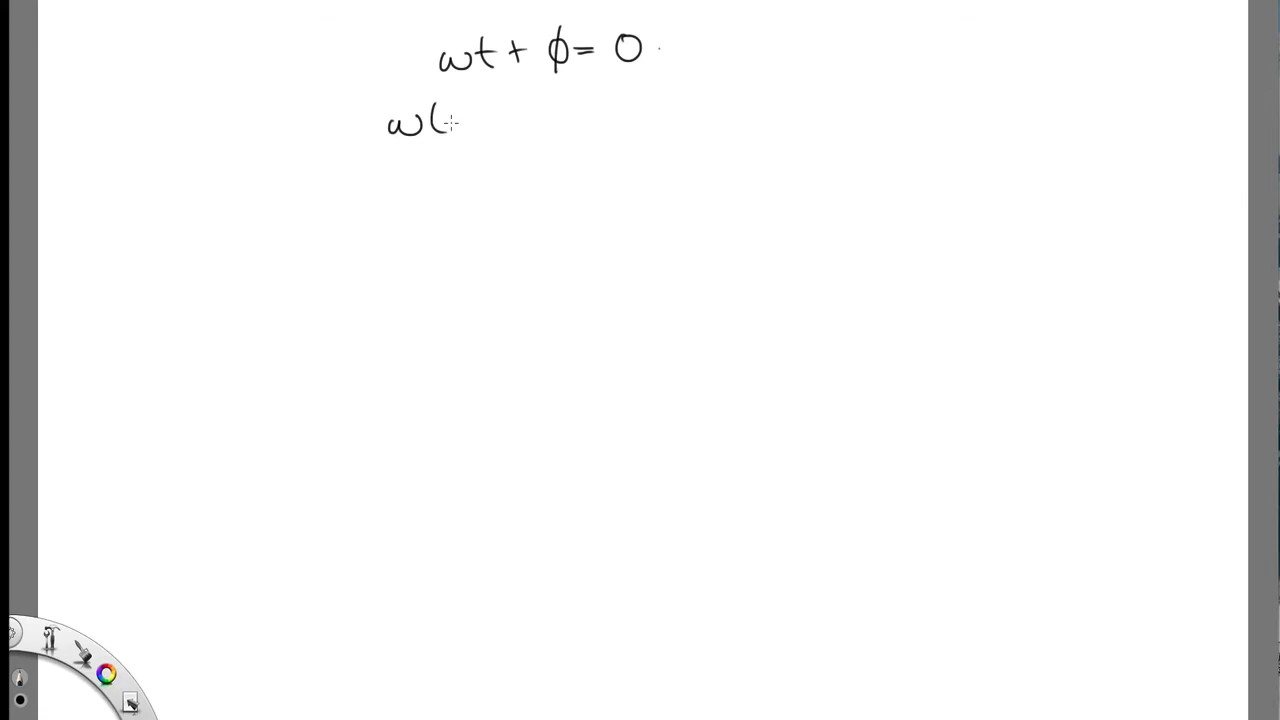 ωt + ϕ = 0
ω(